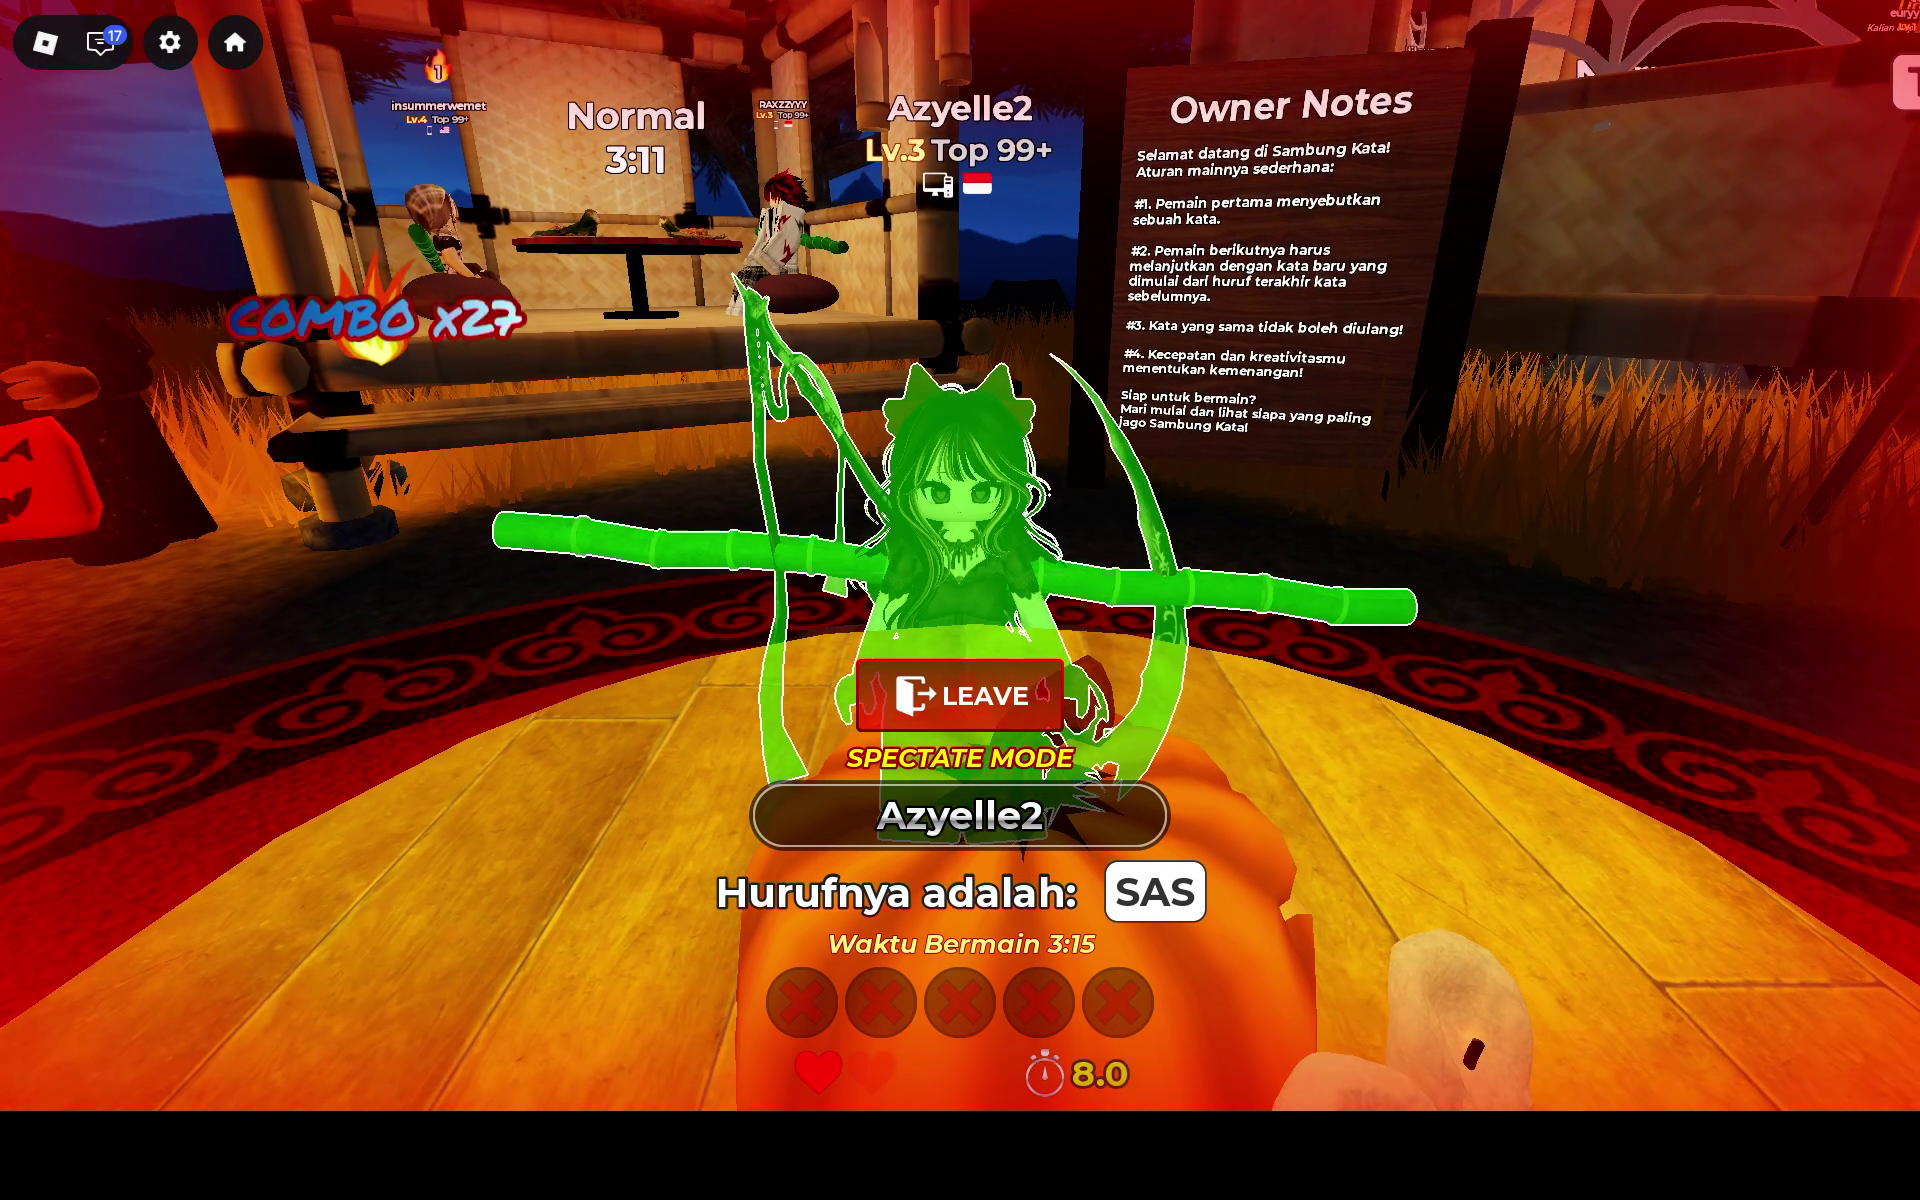 17
1
insummerwemet
Lv.4 Top 99+
Normal
3:11
RAXZZYYY
Lv.3 Top 99+
Azyelle2
Lv.3 Top 99+
COMBO x27
Owner Notes
Selamat datang di Sambung Kata!
Aturan mainnya sederhana:
#1. Pemain pertama menyebutkan
sebuah kata.
#2. Pemain berikutnya harus
melanjutkan dengan kata baru yang
dimulai dari huruf terakhir kata
sebelumnya.
#3. Kata yang sama tidak boleh diulang!
#4. Kecepatan dan kreativitasmu
menentukan kemenangan!
Siap untuk bermain?
Mari mulai dan lihat siapa yang paling
jago Sambung Kata!
LEAVE
SPECTATE MODE
Azyelle2
Hurufnya adalah: SAS
Waktu Bermain 3:15
8.0